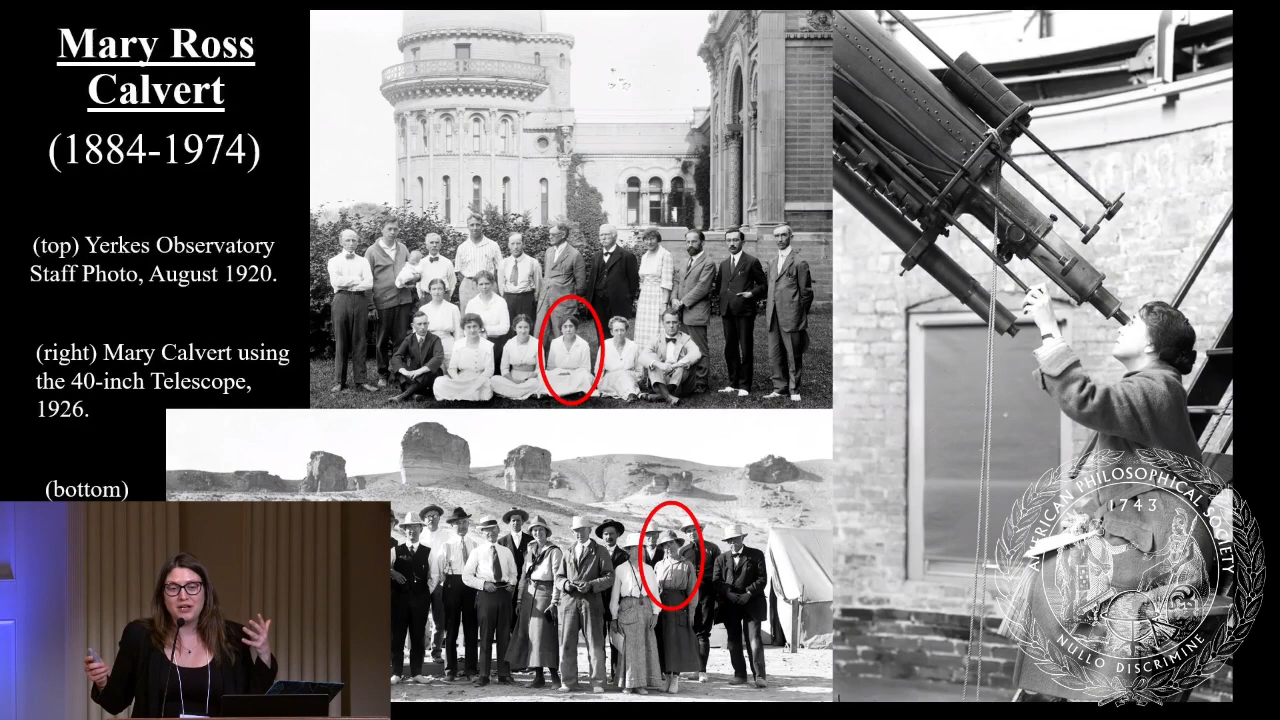 Mary Ross
Calvert
(1884-1974)
(top) Yerkes Observatory
Staff Photo, August 1920.
(right) Mary Calvert using
the 40-inch Telescope,
1926.
(bottom)
AMERICAN PHILOSOPHICAL SOCIETY
1743
NULLO DISCRIMINE